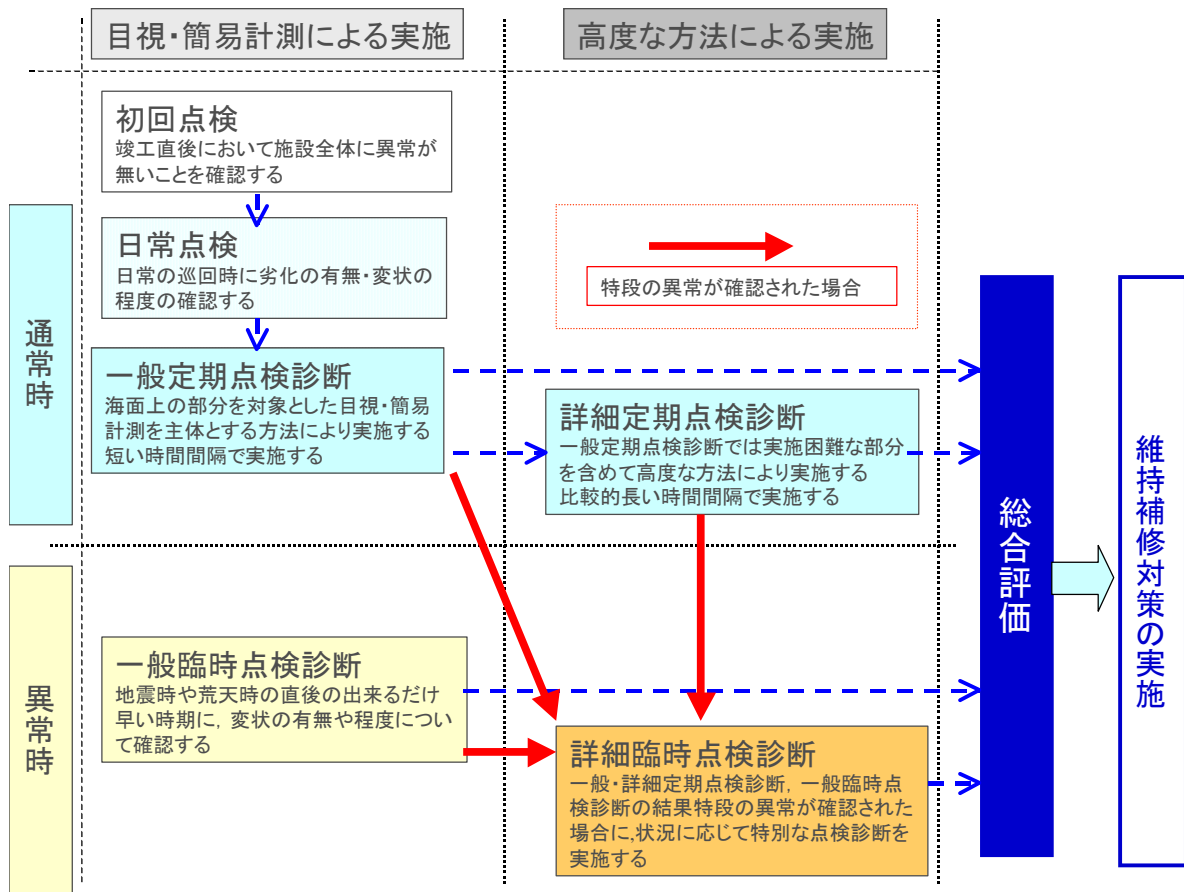 目視・簡易計測による実施
高度な方法による実施
初回点検
竣工直後において施設全体に異常が
無いことを確認する
通常時
日常点検
日常の巡回時に劣化の有無・変状の
程度の確認する
特段の異常が確認された場合
一般定期点検診断
海面上の部分を対象とした目視・簡易
計測を主体とする方法により実施する
短い時間間隔で実施する
詳細定期点検診断
一般定期点検診断では実施困難な部分
を含めて高度な方法により実施する
比較的長い時間間隔で実施する
異常時
一般臨時点検診断
地震時や荒天時の直後の出来るだけ
早い時期に, 変状の有無や程度につい
て確認する
詳細臨時点検診断
一般・詳細定期点検診断, 一般臨時点
検診断の結果特段の異常が確認された
場合に,状況に応じて特別な点検診断を
実施する
総合評価
維持補修対策の実施